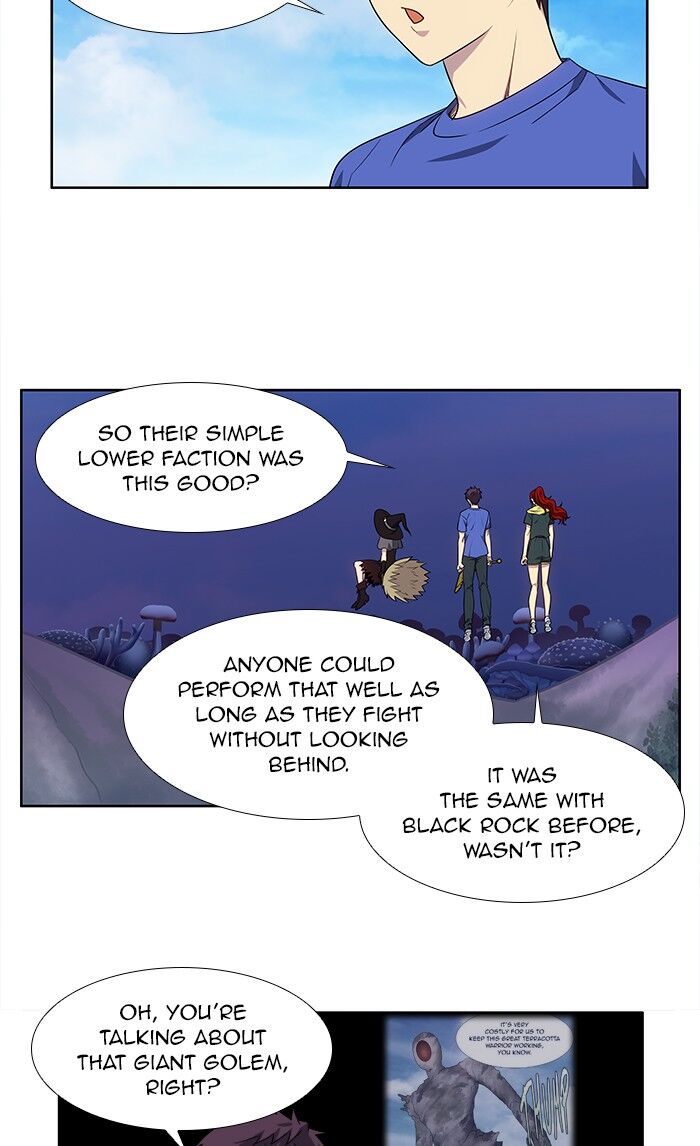 SO THEIR SIMPLE
LOWER FACTION WAS
THIS GOOD?
ANYONE COULD
PERFORM THAT WELL AS
LONG AS THEY FIGHT
WITHOUT LOOKING
BEHIND.
IT WAS
THE SAME WITH
BLACK ROCK BEFORE,
WASN'T IT?
OH, YOU'RE
TALKING ABOUT
THAT GIANT GOLEM,
RIGHT?
IT'S VERY
COSTLY FOR US TO
KEEP THIS GREAT TERRACOTTA
WARRIOR WORKING,
YOU KNOW.
THUMP